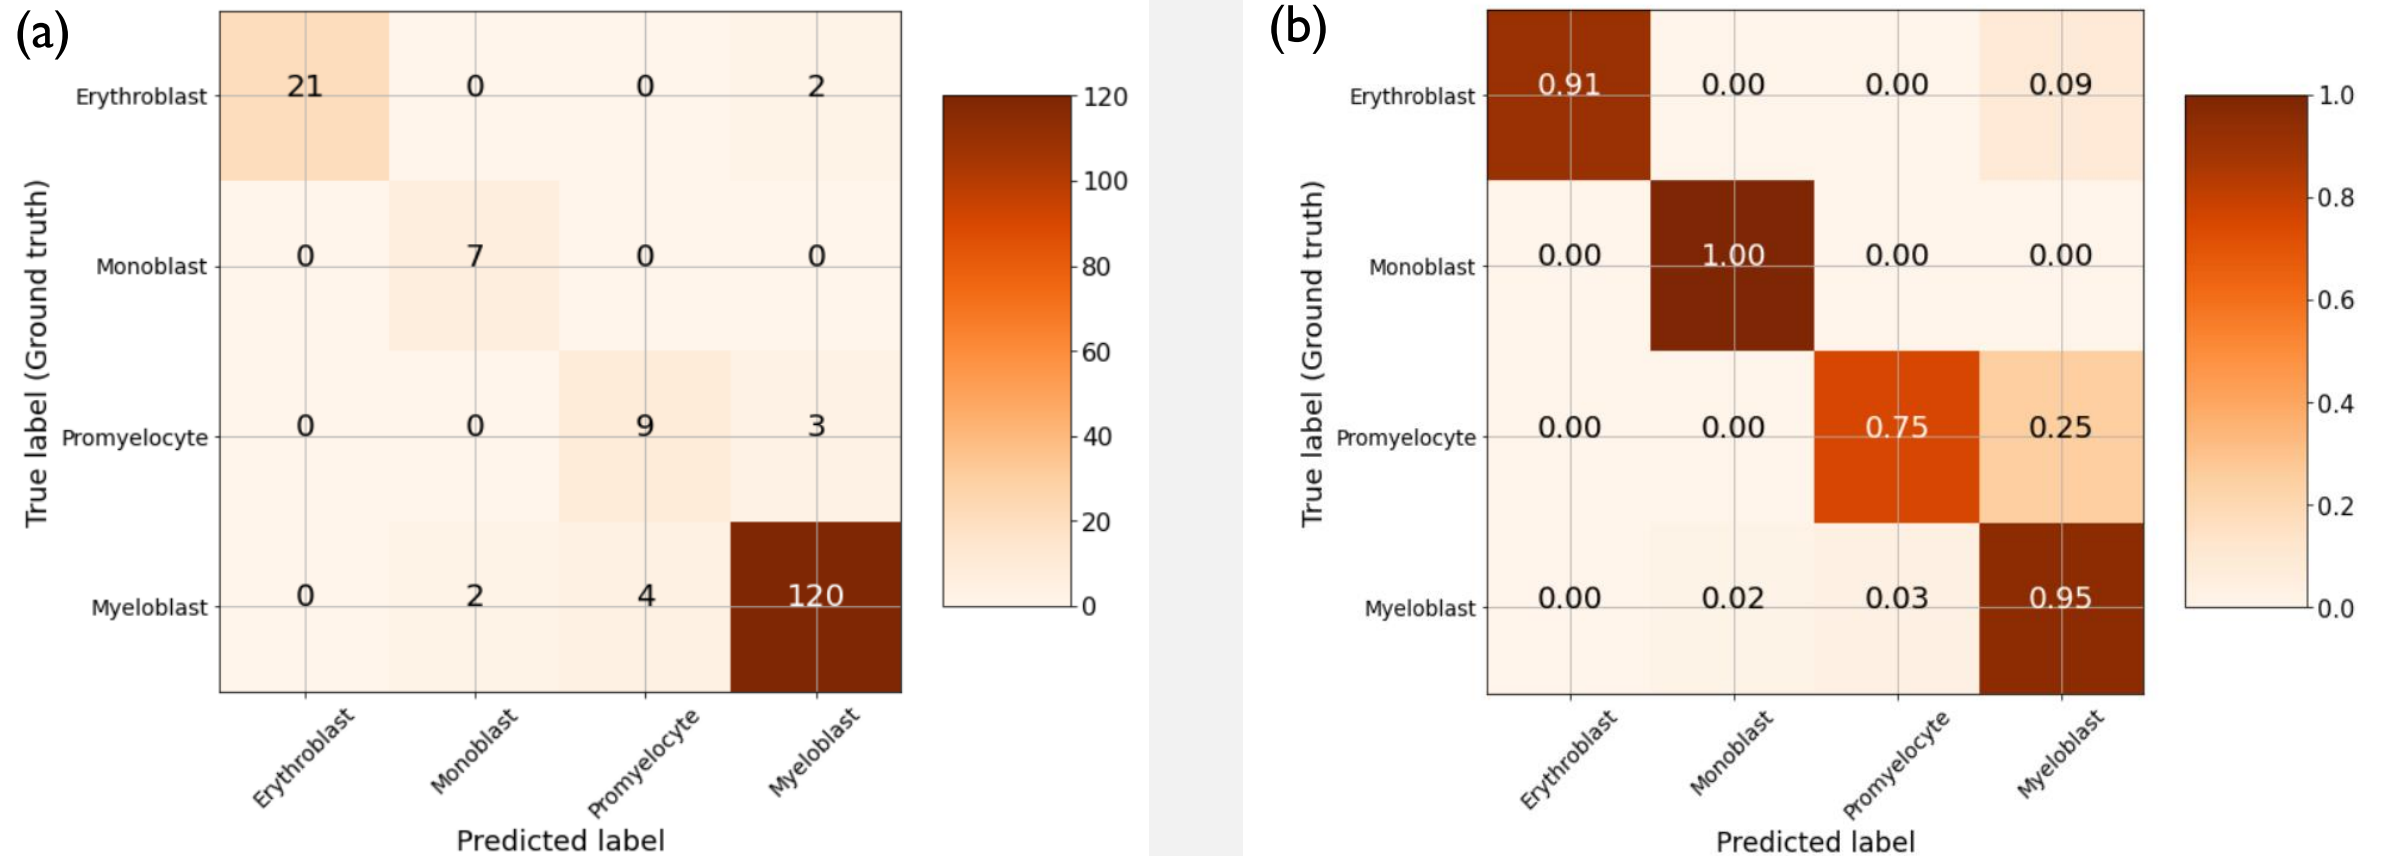 (a)
True label (Ground truth)
Erythroblast 21 0 0 2
Monoblast 0 7 0 0
Promyelocyte 0 0 9 3
Myeloblast 0 2 4 120
Erythroblast Monoblast Promyelocyte Myeloblast
Predicted label
120
100
80
60
40
20
0
(b)
True label (Ground truth)
Erythroblast 0.91 0.00 0.00 0.09
Monoblast 0.00 1.00 0.00 0.00
Promyelocyte 0.00 0.00 0.75 0.25
Myeloblast 0.00 0.02 0.03 0.95
Erythroblast Monoblast Promyelocyte Myeloblast
Predicted label
1.0
0.8
0.6
0.4
0.2
0.0